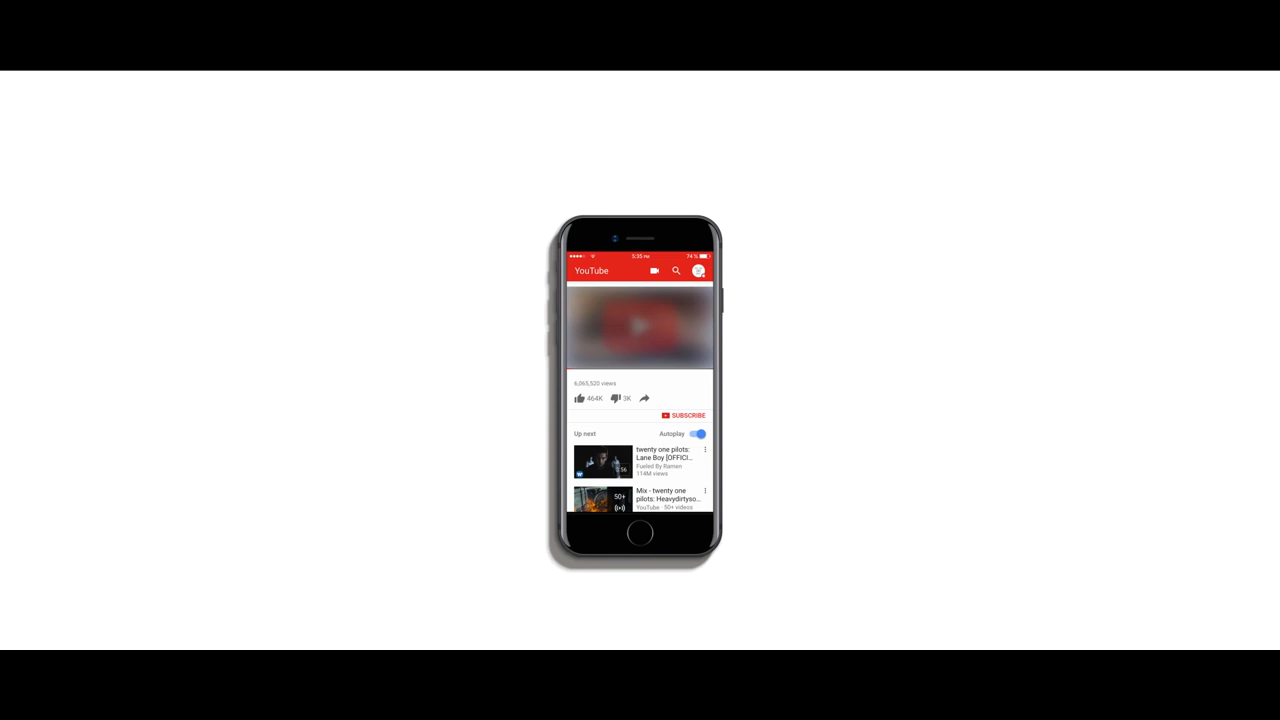 5:35 PM 74 %
YouTube
6,065,520 views
464K 3K
SUBSCRIBE
Up next Autoplay
twenty one pilots:
Lane Boy [OFFICI...
Fueled By Ramen
114M views
:56
Mix - twenty one
pilots: Heavydirtyso...
YouTube · 50+ videos
50+